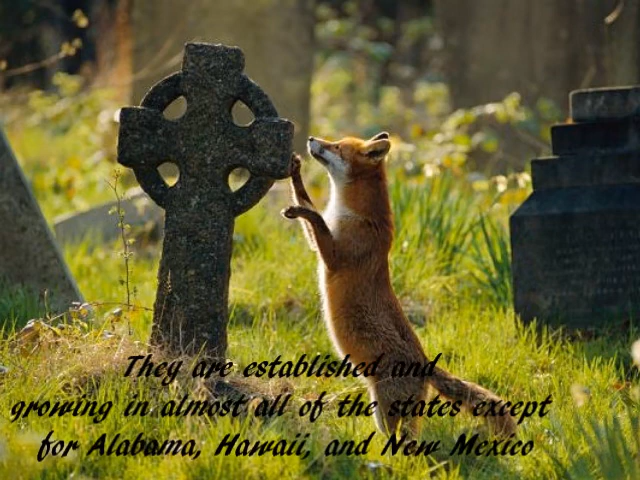 They are established and
growing in almost all of the states except
for Alabama, Hawaii, and New Mexico